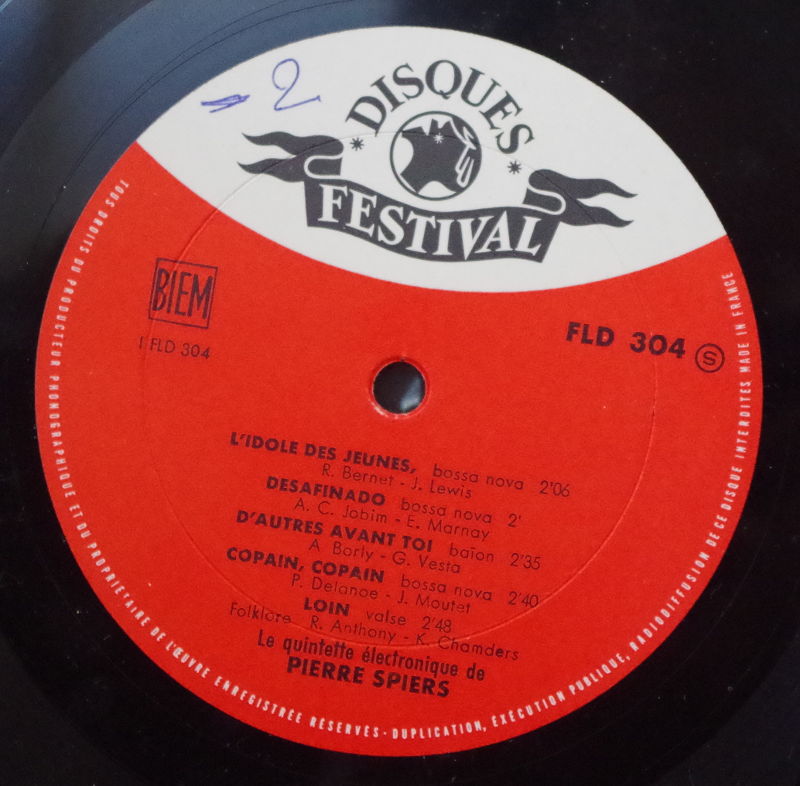 2
DISQUES
FESTIVAL
BIEM
1 FLD 304
FLD 304 S
L'IDOLE DES JEUNES, bossa nova 2'06
R. Bernet - J. Lewis
DESAFINADO bossa nova 2'
A. C. Jobim - E. Marnay
D'AUTRES AVANT TOI baïon 2'35
A Borly - G. Vesta
COPAIN, COPAIN bossa nova 2'40
P. Delanoe - J. Moutet
LOIN valse 2'48
Folklore R. Anthony - K. Chamders
Le quintette électronique de
PIERRE SPIERS
TOUS DROITS DU PRODUCTEUR PHONOGRAPHIQUE ET DU PROPRIETAIRE DE L'ŒUVRE ENREGISTRÉE RÉSERVÉS - DUPLICATION, EXÉCUTION PUBLIQUE, RADIODIFFUSION DE CE DISQUE INTERDITES MADE IN FRANCE